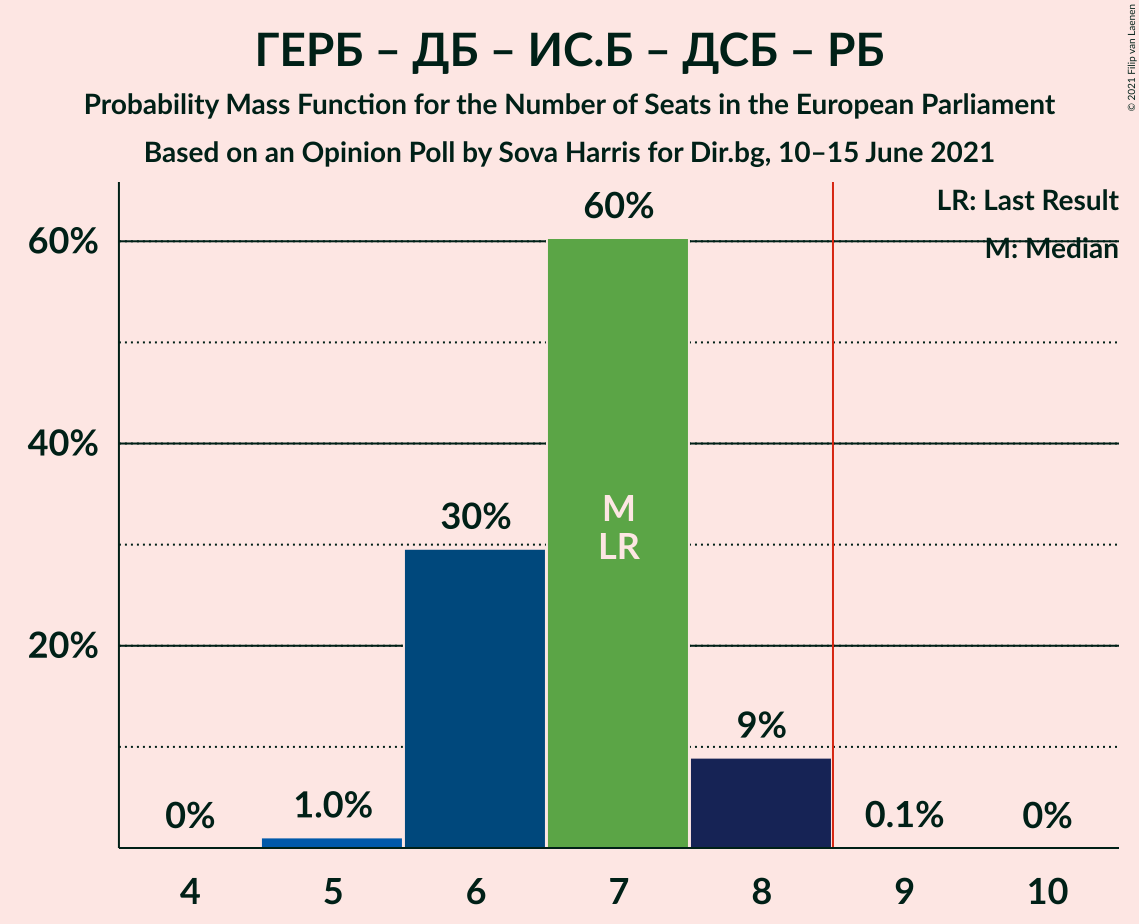 ГЕРБ – ДБ – ИС.Б – ДСБ – РБ
Probability Mass Function for the Number of Seats in the European Parliament
Based on an Opinion Poll by Sova Harris for Dir.bg, 10–15 June 2021
© 2021 Filip van Laenen
LR: Last Result
M: Median
60%
40%
20%
0%
1.0%
30%
60%
M
LR
9%
0.1%
0%
4
5
6
7
8
9
10